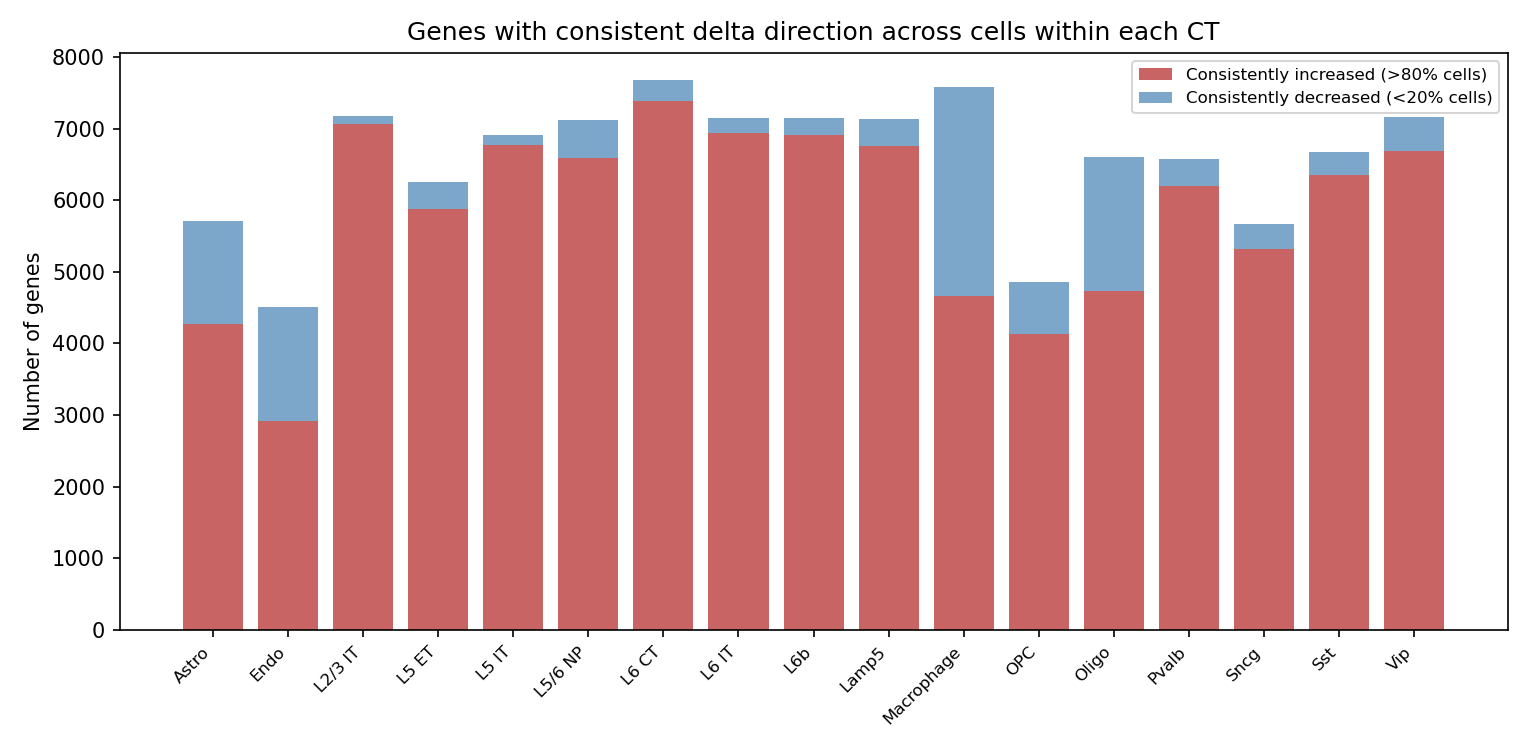 Genes with consistent delta direction across cells within each CT
Consistently increased (>80% cells)
Consistently decreased (<20% cells)
Number of genes
8000
7000
6000
5000
4000
3000
2000
1000
0
Astro
Endo
L2/3 IT
L5 ET
L5 IT
L5/6 NP
L6 CT
L6 IT
L6b
Lamp5
Macrophage
OPC
Oligo
Pvalb
Sncg
Sst
Vip